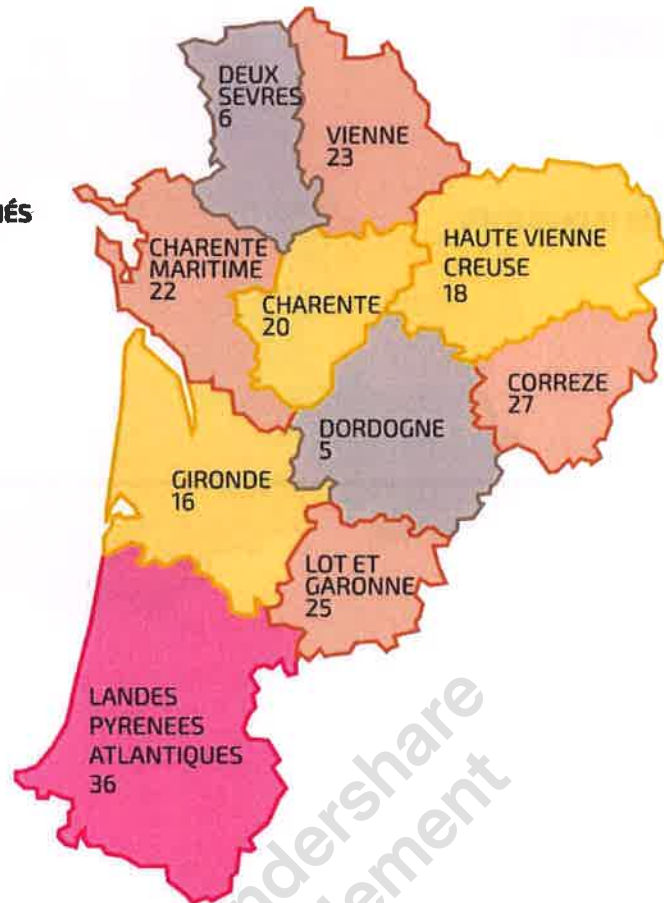 DEUX
SEVRES
6
VIENNE
23
CHARENTE
MARITIME
22
HAUTE VIENNE
CREUSE
18
CHARENTE
20
CORREZE
27
DORDOGNE
5
GIRONDE
16
LOT ET
GARONNE
25
LANDES
PYRENEES
ATLANTIQUES
36